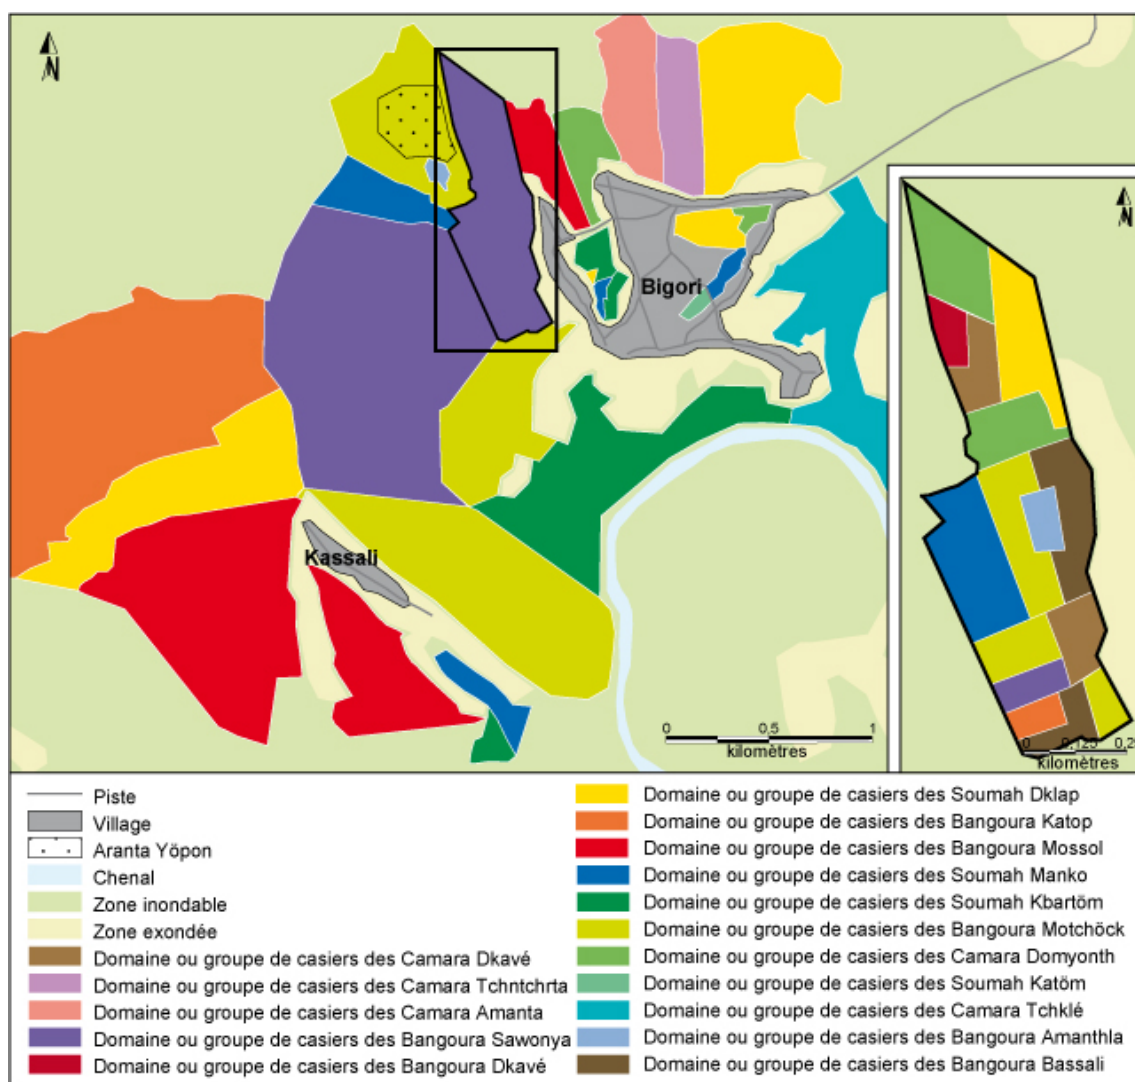 N
N
Bigori
Kassali
0 0,5 1
kilomètres
0 0,125 0,25
kilomètres
Piste
Village
Aranta Yöpon
Chenal
Zone inondable
Zone exondée
Domaine ou groupe de casiers des Camara Dkavé
Domaine ou groupe de casiers des Camara Tchntchrta
Domaine ou groupe de casiers des Camara Amanta
Domaine ou groupe de casiers des Bangoura Sawonya
Domaine ou groupe de casiers des Bangoura Dkavé
Domaine ou groupe de casiers des Soumah Dklap
Domaine ou groupe de casiers des Bangoura Katop
Domaine ou groupe de casiers des Bangoura Mossol
Domaine ou groupe de casiers des Soumah Manko
Domaine ou groupe de casiers des Soumah Kbartöm
Domaine ou groupe de casiers des Bangoura Motchöck
Domaine ou groupe de casiers des Camara Domyonth
Domaine ou groupe de casiers des Soumah Katöm
Domaine ou groupe de casiers des Camara Tchklé
Domaine ou groupe de casiers des Bangoura Amanthla
Domaine ou groupe de casiers des Bangoura Bassali